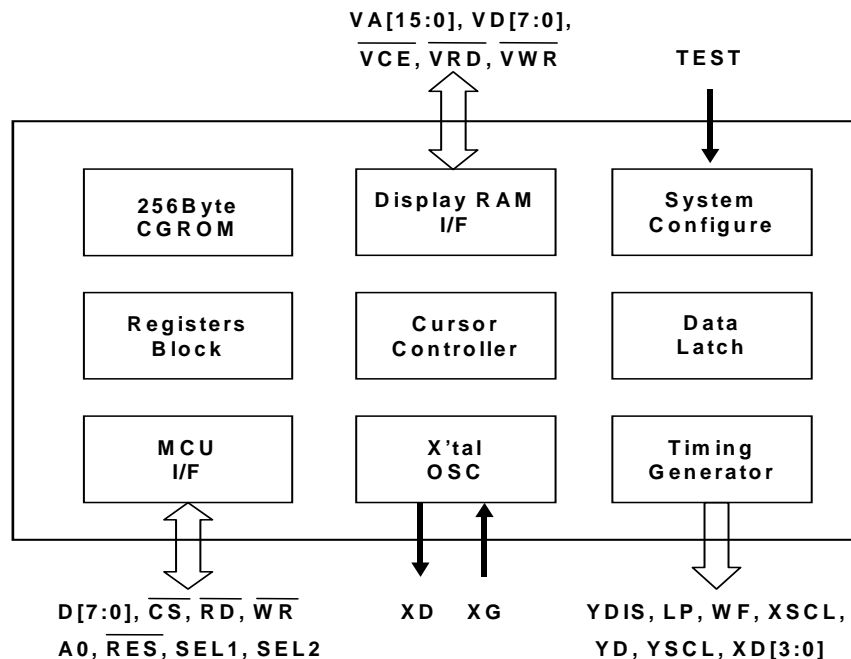 VA[15:0], VD[7:0],
VCE, VRD, VWR
TEST
256Byte
CGROM
Display RAM
I/F
System
Configure
Registers
Block
Cursor
Controller
Data
Latch
MCU
I/F
X'tal
OSC
Timing
Generator
D[7:0], CS, RD, WR
A0, RES, SEL1, SEL2
XD
XG
YDIS, LP, WF, XSCL,
YD, YSCL, XD[3:0]